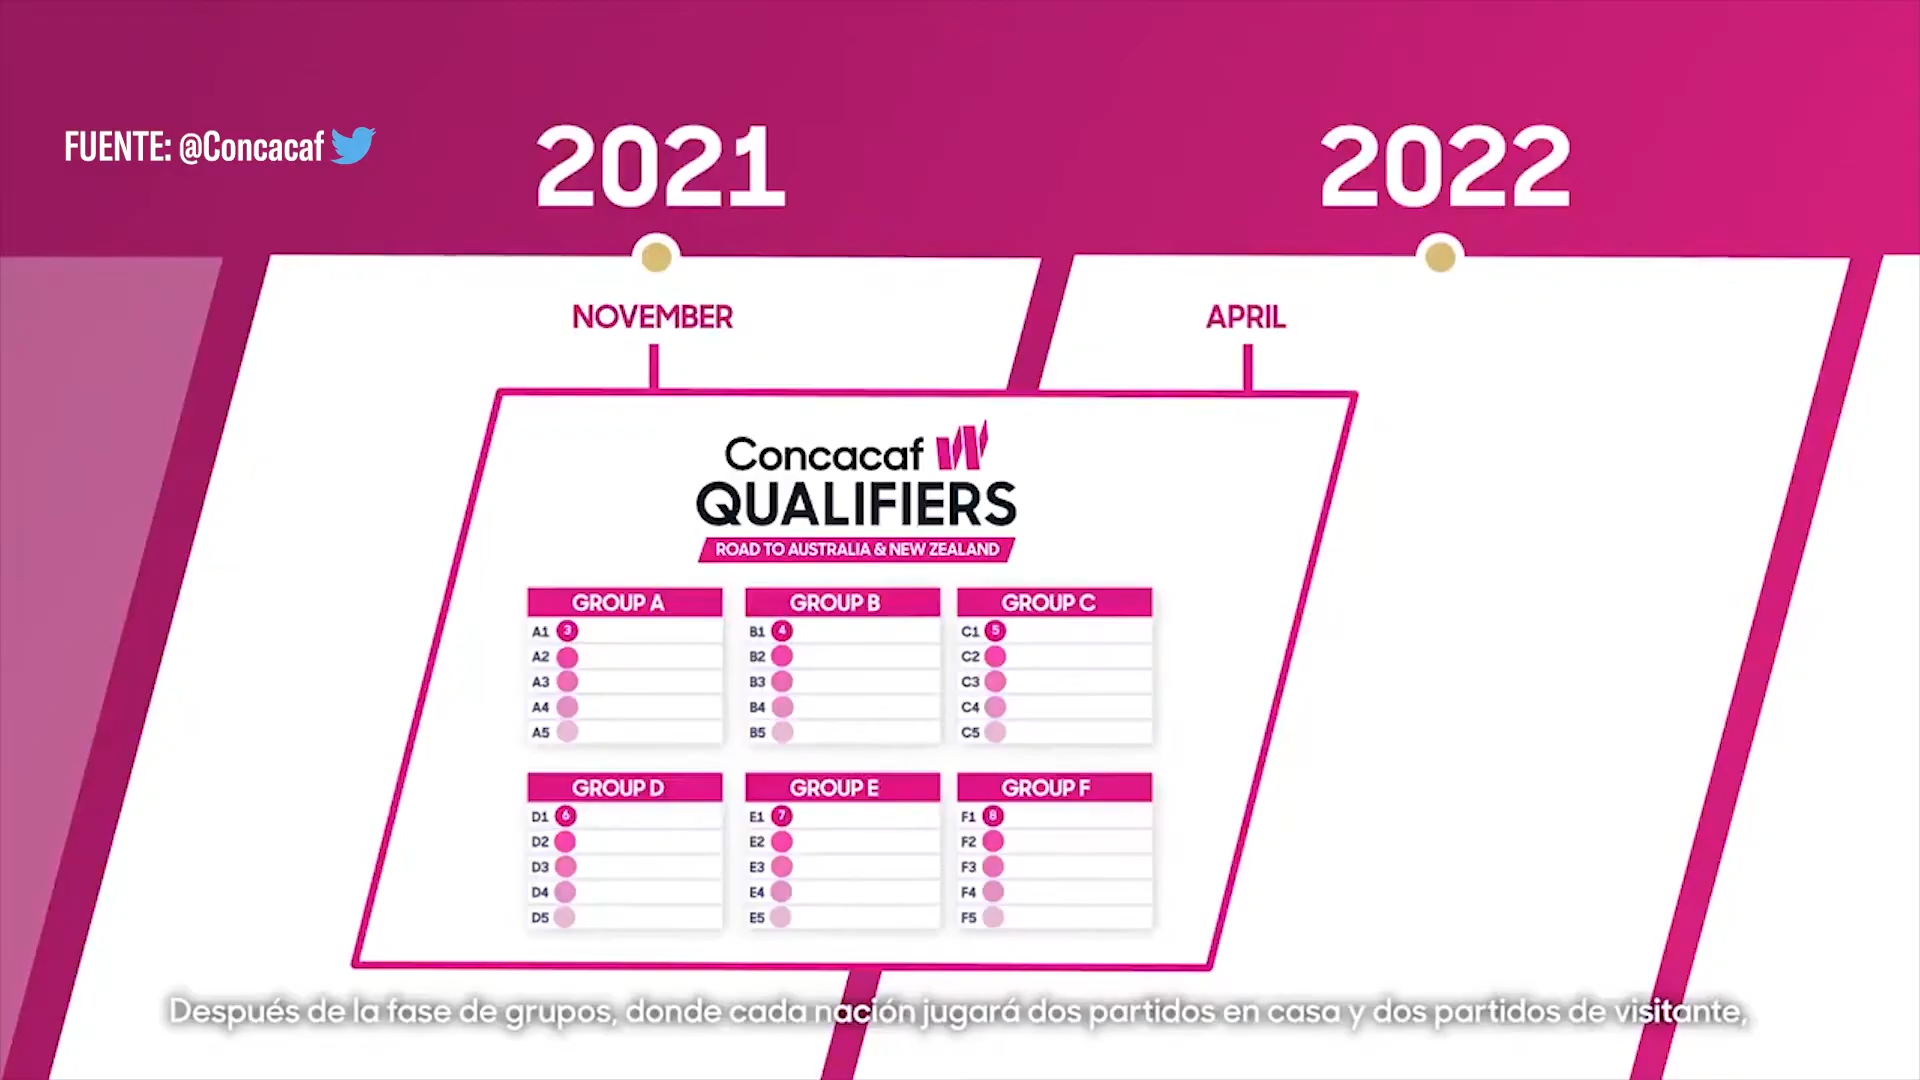 FUENTE: @Concacaf
2021
2022
NOVEMBER
APRIL
Concacaf W
QUALIFIERS
ROAD TO AUSTRALIA & NEW ZEALAND
GROUP A
A1 3
A2
A3
A4
A5
GROUP B
B1 4
B2
B3
B4
B5
GROUP C
C1 5
C2
C3
C4
C5
GROUP D
D1 6
D2
D3
D4
D5
GROUP E
E1 7
E2
E3
E4
E5
GROUP F
F1 8
F2
F3
F4
F5
Después de la fase de grupos, donde cada nación jugará dos partidos en casa y dos partidos de visitante,